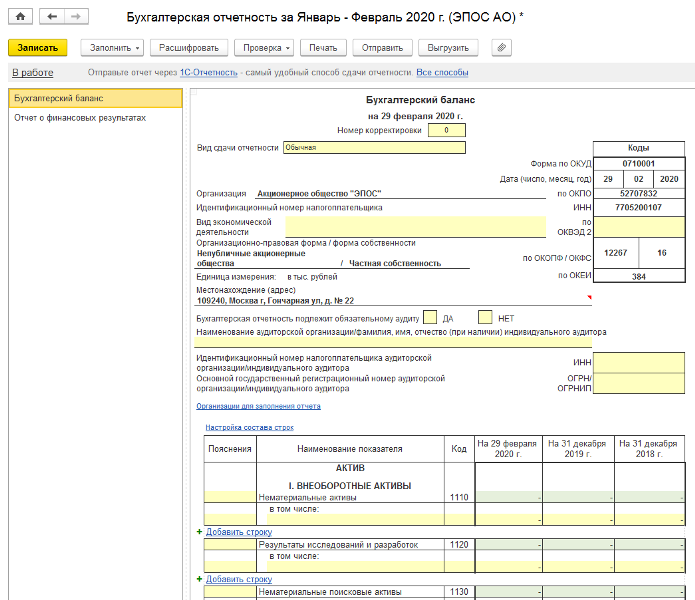 Бухгалтерская отчетность за Январь - Февраль 2020 г. (ЭПОС АО) *
Записать Заполнить Расшифровать Проверка Печать Отправить Выгрузить
В работе Отправьте отчет через 1С-Отчетность - самый удобный способ сдачи отчетности. Все способы
Бухгалтерский баланс
Отчет о финансовых результатах
Бухгалтерский баланс
на 29 февраля 2020 г.
Номер корректировки 0
Вид сдачи отчетности Обычная Коды
Форма по ОКУД 0710001
Дата (число, месяц, год) 29 02 2020
Организация Акционерное общество "ЭПОС" по ОКПО 52707832
Идентификационный номер налогоплательщика ИНН 7705200107
Вид экономической
деятельности
по
ОКВЭД 2
Организационно-правовая форма / форма собственности
Непубличные акционерные
общества / Частная собственность
по ОКОПФ / ОКФС 12267 16
Единица измерения: в тыс. рублей по ОКЕИ 384
Местонахождение (адрес)
109240, Москва г, Гончарная ул, д. № 22
Бухгалтерская отчетность подлежит обязательному аудиту ДА НЕТ
Наименование аудиторской организации/фамилия, имя, отчество (при наличии) индивидуального аудитора
Идентификационный номер налогоплательщика аудиторской
организации/индивидуального аудитора
ИНН
Основной государственный регистрационный номер аудиторской
организации/индивидуального аудитора
ОГРН/
ОГРНИП
Организации для заполнения отчета
Настройка состава строк
Пояснения Наименование показателя Код На 29 февраля
2020 г. На 31 декабря
2019 г. На 31 декабря
2018 г.
АКТИВ
I. ВНЕОБОРОТНЫЕ АКТИВЫ
Нематериальные активы 1110 - - -
в том числе:
- - -
+ Добавить строку
Результаты исследований и разработок 1120 - - -
в том числе:
- - -
+ Добавить строку
Нематериальные поисковые активы 1130 - - -